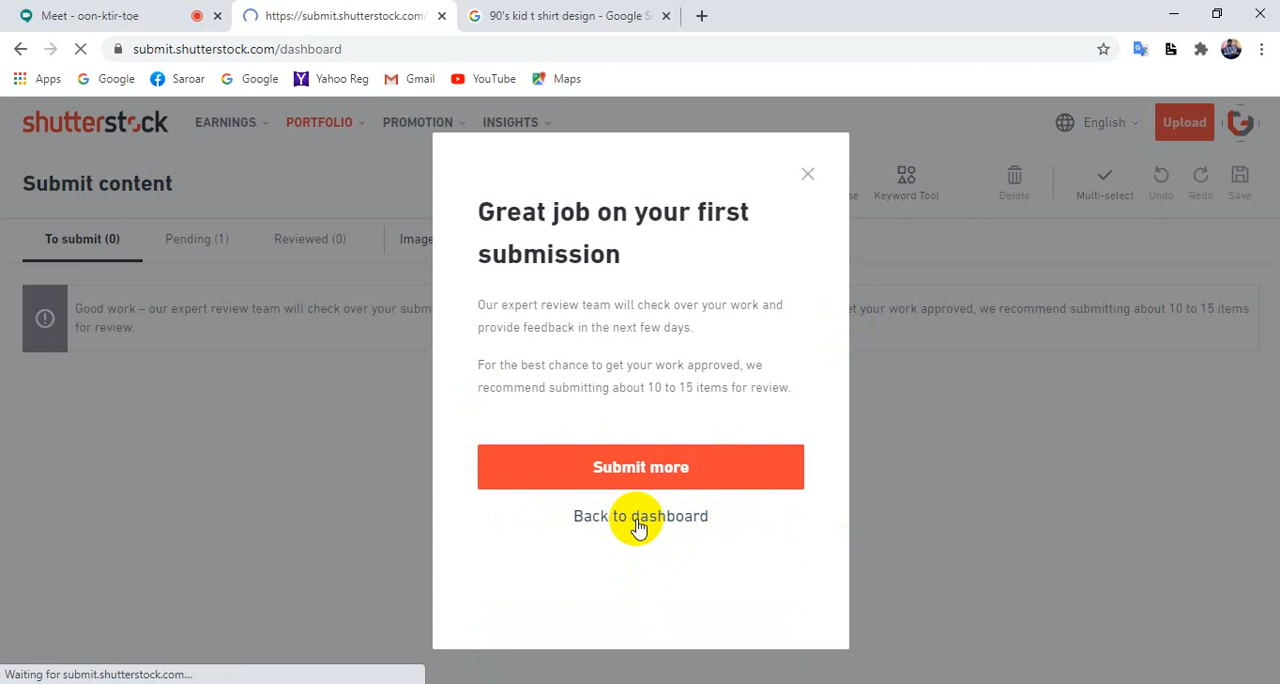 Meet - oon-ktir-toe
https://submit.shutterstock.com/
90's kid t shirt design - Google S
submit.shutterstock.com/dashboard
Apps Google Saroar Google Yahoo Reg Gmail YouTube Maps
shutterstock EARNINGS PORTFOLIO PROMOTION INSIGHTS English Upload
Submit content
se Keyword Tool Delete Multi-select Undo Redo Save
To submit (0) Pending (1) Reviewed (0) Image
Good work – our expert review team will check over your subm
for review.
et your work approved, we recommend submitting about 10 to 15 items
Great job on your first
submission
Our expert review team will check over your work and
provide feedback in the next few days.
For the best chance to get your work approved, we
recommend submitting about 10 to 15 items for review.
Submit more
Back to dashboard
Waiting for submit.shutterstock.com...